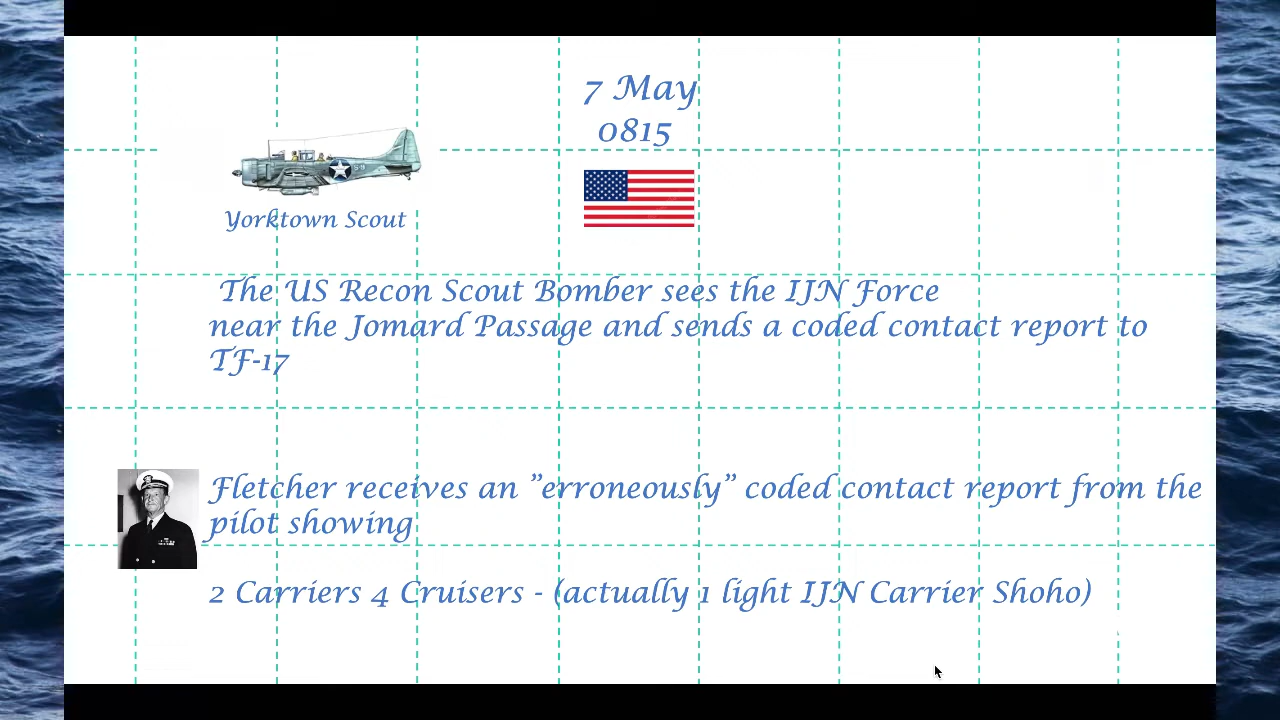 7 May
0815
Yorktown Scout
The US Recon Scout Bomber sees the IJN Force
near the Jomard Passage and sends a coded contact report to
TF-17
Fletcher receives an "erroneously" coded contact report from the
pilot showing
2 Carriers 4 Cruisers - (actually 1 light IJN Carrier Shoho)